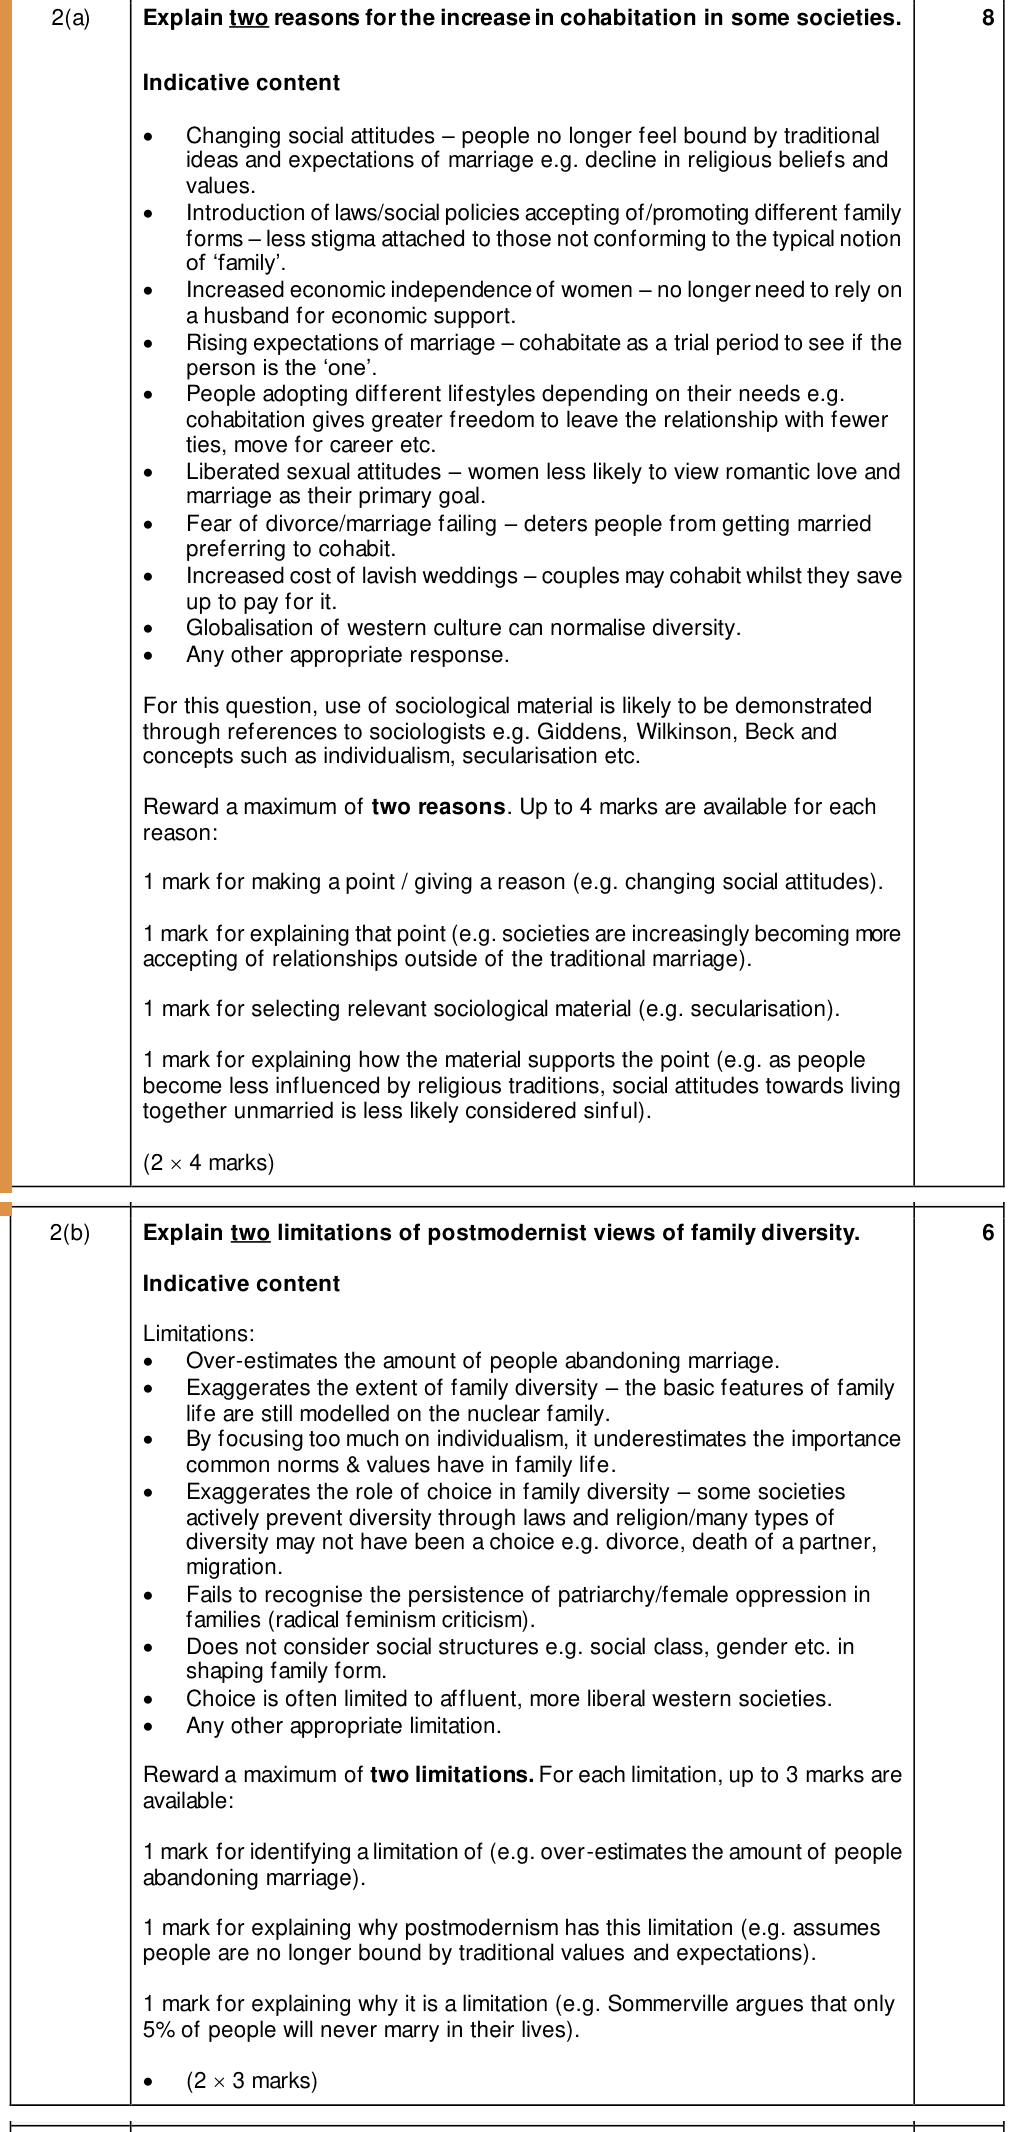 2(a)
Explain two reasons for the increase in cohabitation in some societies.
8
Indicative content
• Changing social attitudes – people no longer feel bound by traditional
ideas and expectations of marriage e.g. decline in religious beliefs and
values.
• Introduction of laws/social policies accepting of/promoting different family
forms – less stigma attached to those not conforming to the typical notion
of ‘family’.
• Increased economic independence of women – no longer need to rely on
a husband for economic support.
• Rising expectations of marriage – cohabitate as a trial period to see if the
person is the ‘one’.
• People adopting different lifestyles depending on their needs e.g.
cohabitation gives greater freedom to leave the relationship with fewer
ties, move for career etc.
• Liberated sexual attitudes – women less likely to view romantic love and
marriage as their primary goal.
• Fear of divorce/marriage failing – deters people from getting married
preferring to cohabit.
• Increased cost of lavish weddings – couples may cohabit whilst they save
up to pay for it.
• Globalisation of western culture can normalise diversity.
• Any other appropriate response.
For this question, use of sociological material is likely to be demonstrated
through references to sociologists e.g. Giddens, Wilkinson, Beck and
concepts such as individualism, secularisation etc.
Reward a maximum of two reasons. Up to 4 marks are available for each
reason:
1 mark for making a point / giving a reason (e.g. changing social attitudes).
1 mark for explaining that point (e.g. societies are increasingly becoming more
accepting of relationships outside of the traditional marriage).
1 mark for selecting relevant sociological material (e.g. secularisation).
1 mark for explaining how the material supports the point (e.g. as people
become less influenced by religious traditions, social attitudes towards living
together unmarried is less likely considered sinful).
(2 × 4 marks)
2(b)
Explain two limitations of postmodernist views of family diversity.
6
Indicative content
Limitations:
• Over-estimates the amount of people abandoning marriage.
• Exaggerates the extent of family diversity – the basic features of family
life are still modelled on the nuclear family.
• By focusing too much on individualism, it underestimates the importance
common norms & values have in family life.
• Exaggerates the role of choice in family diversity – some societies
actively prevent diversity through laws and religion/many types of
diversity may not have been a choice e.g. divorce, death of a partner,
migration.
• Fails to recognise the persistence of patriarchy/female oppression in
families (radical feminism criticism).
• Does not consider social structures e.g. social class, gender etc. in
shaping family form.
• Choice is often limited to affluent, more liberal western societies.
• Any other appropriate limitation.
Reward a maximum of two limitations. For each limitation, up to 3 marks are
available:
1 mark for identifying a limitation of (e.g. over-estimates the amount of people
abandoning marriage).
1 mark for explaining why postmodernism has this limitation (e.g. assumes
people are no longer bound by traditional values and expectations).
1 mark for explaining why it is a limitation (e.g. Sommerville argues that only
5% of people will never marry in their lives).
• (2 × 3 marks)